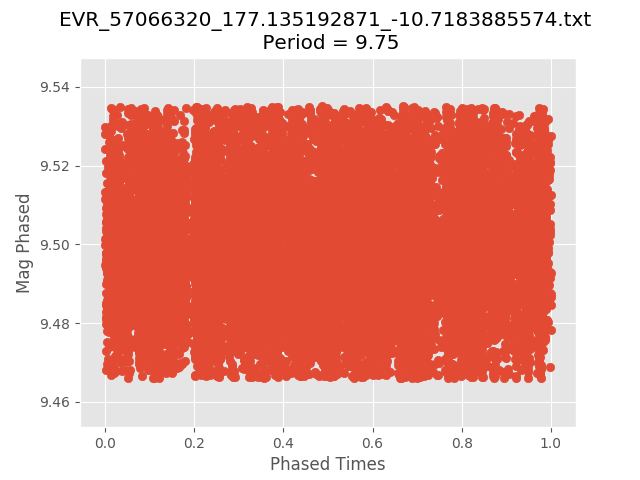 EVR_57066320_177.135192871_-10.7183885574.txt
Period = 9.75
9.54
9.52
9.50
9.48
9.46
Mag Phased
0.0 0.2 0.4 0.6 0.8 1.0
Phased Times